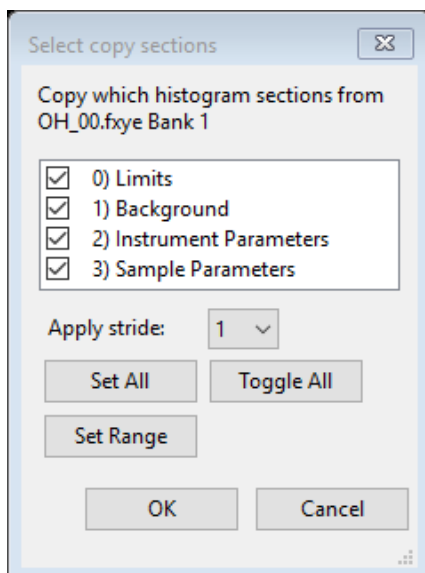 Select copy sections
Copy which histogram sections from
OH_00.fxye Bank 1
0) Limits
1) Background
2) Instrument Parameters
3) Sample Parameters
Apply stride: 1
Set All Toggle All
Set Range
OK Cancel